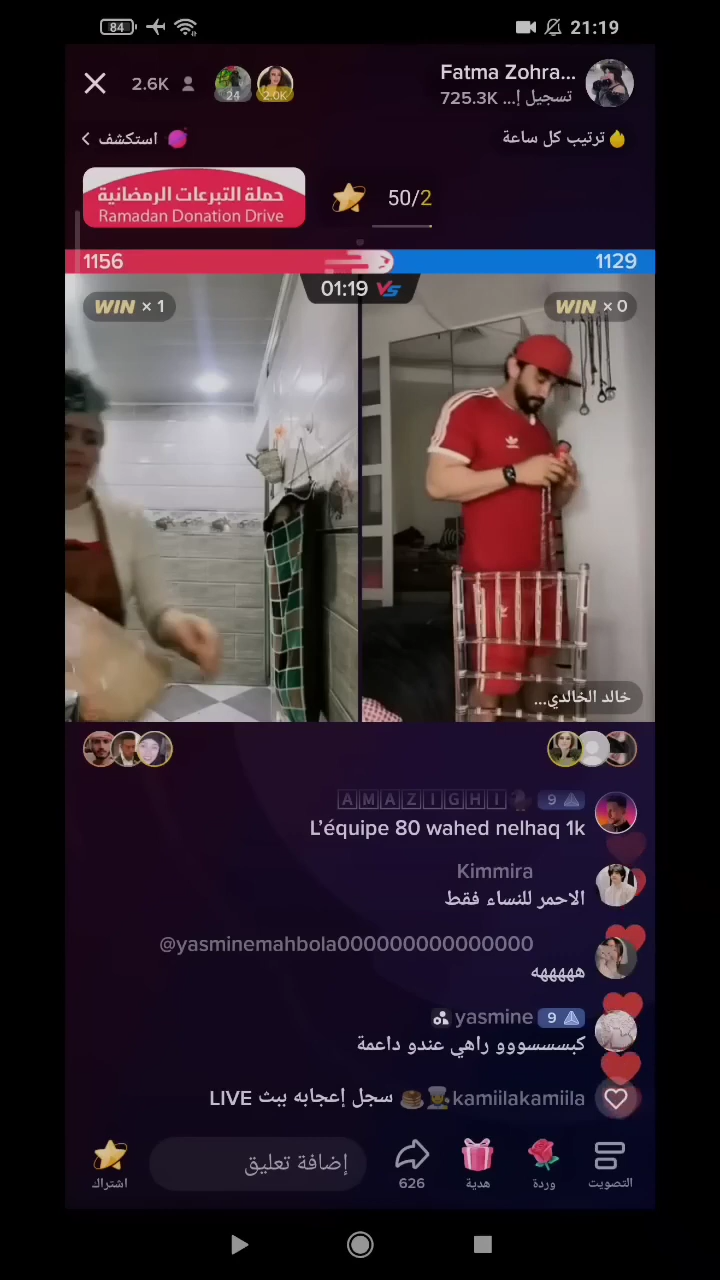 84
21:19
2.6K
24
2.0K
Fatma Zohra...
725.3K تسجيل إ...
استكشف
ترتيب كل ساعة
حملة التبرعات الرمضانية
Ramadan Donation Drive
50/2
1156
1129
01:19 VS
WIN × 1
WIN × 0
خالد الخالدي...
AMAZIGHI 9
L’équipe 80 wahed nelhaq 1k
Kimmira
الاحمر للنساء فقط
@yasminemahbola000000000000000
هههههه
yasmine 9
كبسسسووو راهي عندو داعمة
kamiilakamiila👨‍🍳🥞 سجل إعجابه ببث LIVE
اشتراك
إضافة تعليق
626
هدية
وردة
التصويت